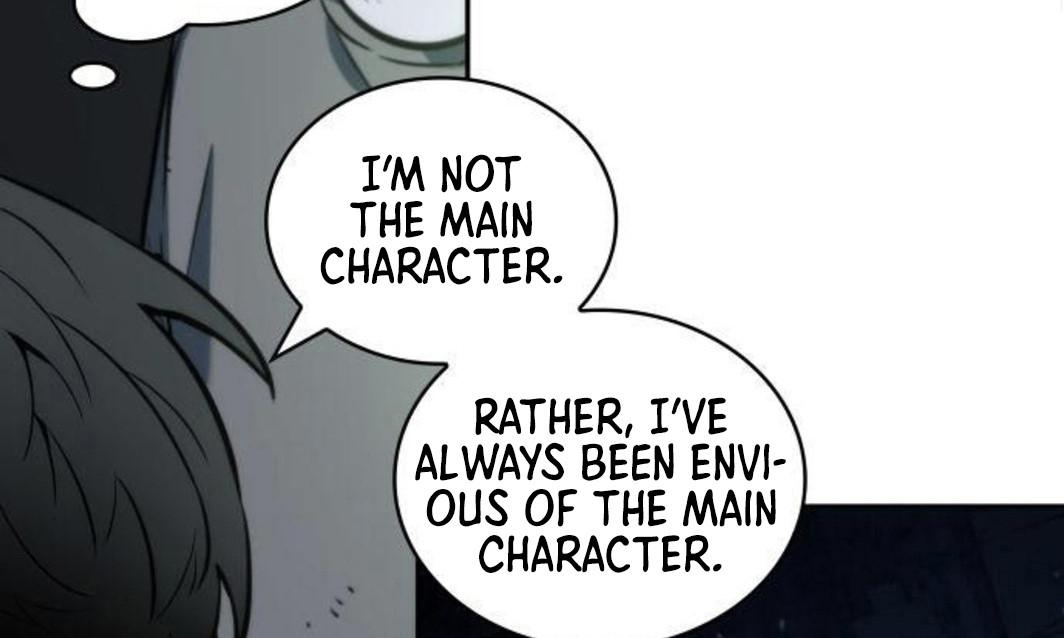 I'M NOT
THE MAIN
CHARACTER.
RATHER, I'VE
ALWAYS BEEN ENVI-
OUS OF THE MAIN
CHARACTER.